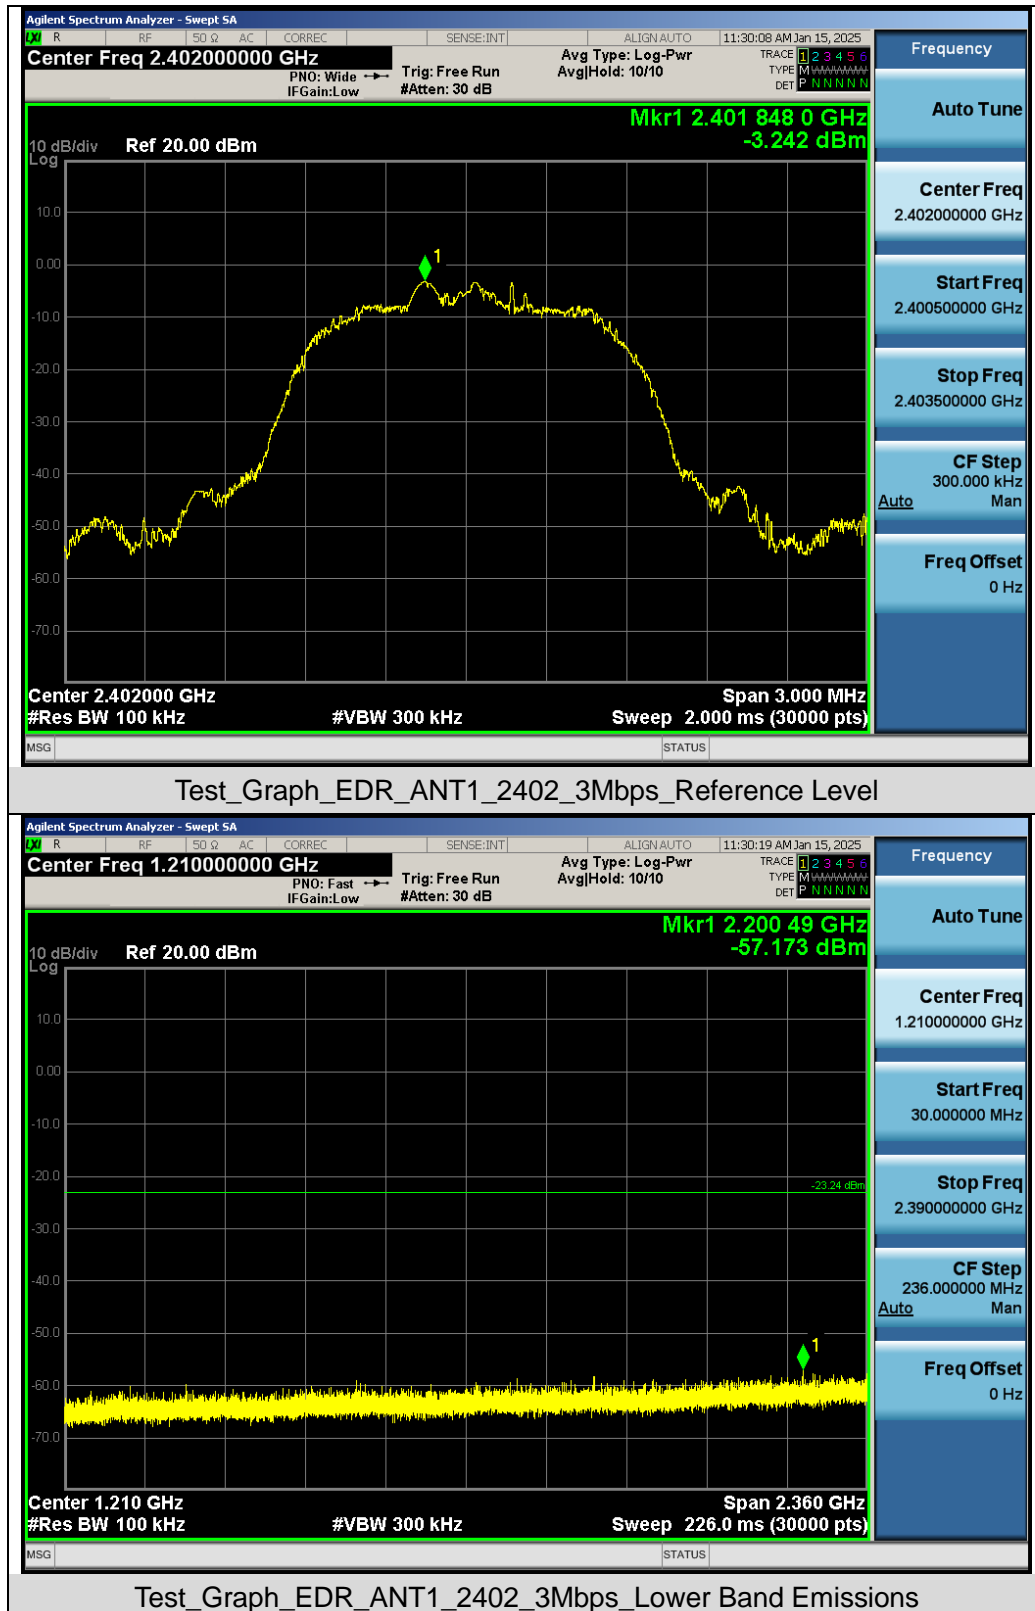 Agilent Spectrum Analyzer - Swept SA
LXI R RF 50 Ω AC CORREC SENSE:INT ALIGN AUTO 11:30:08 AM Jan 15, 2025
Center Freq 2.402000000 GHz
PNO: Wide
IFGain:Low
Trig: Free Run
#Atten: 30 dB
Avg Type: Log-Pwr
Avg|Hold: 10/10
TRACE 1 2 3 4 5 6
TYPE M
DET P N N N N N
Mkr1 2.401 848 0 GHz
-3.242 dBm
10 dB/div Ref 20.00 dBm
Log
10.0
0.00
-10.0
-20.0
-30.0
-40.0
-50.0
-60.0
-70.0
1
Center 2.402000 GHz Span 3.000 MHz
#Res BW 100 kHz #VBW 300 kHz Sweep 2.000 ms (30000 pts)
MSG STATUS
Frequency
Auto Tune
Center Freq
2.402000000 GHz
Start Freq
2.400500000 GHz
Stop Freq
2.403500000 GHz
CF Step
300.000 kHz
Auto Man
Freq Offset
0 Hz
Test_Graph_EDR_ANT1_2402_3Mbps_Reference Level
Agilent Spectrum Analyzer - Swept SA
LXI R RF 50 Ω AC CORREC SENSE:INT ALIGN AUTO 11:30:19 AM Jan 15, 2025
Center Freq 1.210000000 GHz
PNO: Fast
IFGain:Low
Trig: Free Run
#Atten: 30 dB
Avg Type: Log-Pwr
Avg|Hold: 10/10
TRACE 1 2 3 4 5 6
TYPE M
DET P N N N N N
Mkr1 2.200 49 GHz
-57.173 dBm
10 dB/div Ref 20.00 dBm
Log
10.0
0.00
-10.0
-20.0
-30.0
-40.0
-50.0
-60.0
-70.0
-23.24 dBm
1
Center 1.210 GHz Span 2.360 GHz
#Res BW 100 kHz #VBW 300 kHz Sweep 226.0 ms (30000 pts)
MSG STATUS
Frequency
Auto Tune
Center Freq
1.210000000 GHz
Start Freq
30.000000 MHz
Stop Freq
2.390000000 GHz
CF Step
236.000000 MHz
Auto Man
Freq Offset
0 Hz
Test_Graph_EDR_ANT1_2402_3Mbps_Lower Band Emissions